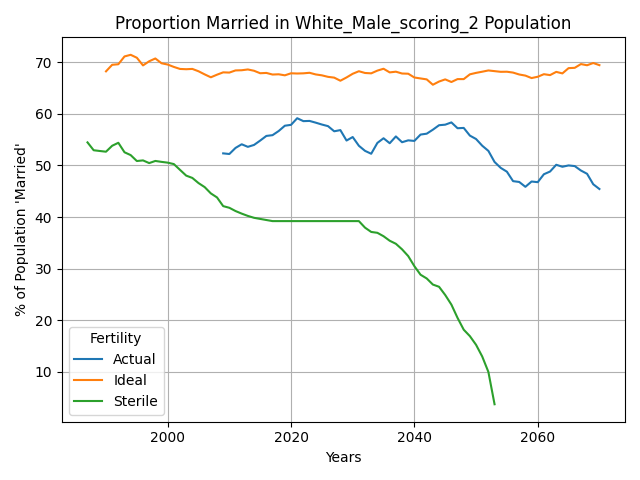 Proportion Married in White_Male_scoring_2 Population
% of Population 'Married'
70
60
50
40
30
20
10
Fertility
Actual
Ideal
Sterile
2000 2020 2040 2060
Years